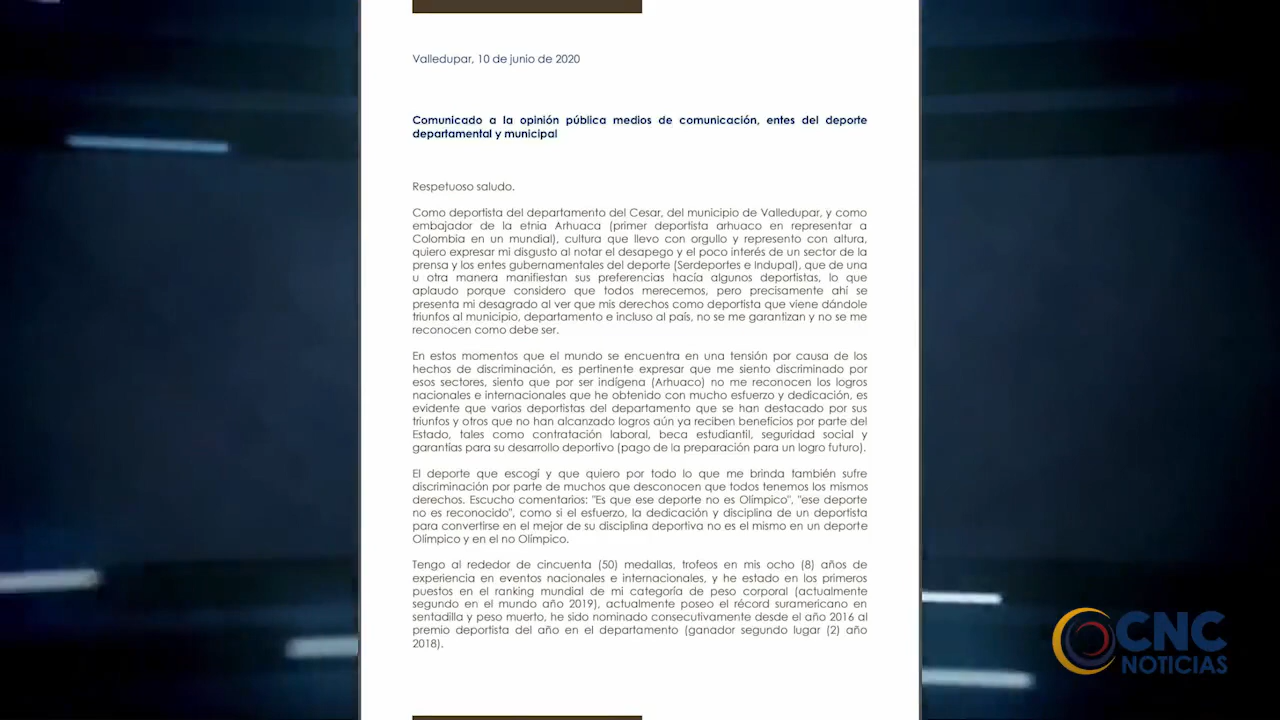 Valledupar, 10 de junio de 2020
Comunicado a la opinión pública medios de comunicación, entes del deporte
departamental y municipal
Respetuoso saludo.
Como deportista del departamento del Cesar, del municipio de Valledupar, y como
embajador de la etnia Arhuaca (primer deportista arhuaco en representar a
Colombia en un mundial), cultura que llevo con orgullo y represento con altura,
quiero expresar mi disgusto al notar el desapego y el poco interés de un sector de la
prensa y los entes gubernamentales del deporte (Serdeportes e Indupal), que de una
u otra manera manifiestan sus preferencias hacía algunos deportistas, lo que
aplaudo porque considero que todos merecemos, pero precisamente ahí se
presenta mi desagrado al ver que mis derechos como deportista que viene dándole
triunfos al municipio, departamento e incluso al país, no se me garantizan y no se me
reconocen como debe ser.
En estos momentos que el mundo se encuentra en una tensión por causa de los
hechos de discriminación, es pertinente expresar que me siento discriminado por
esos sectores, siento que por ser indígena (Arhuaco) no me reconocen los logros
nacionales e internacionales que he obtenido con mucho esfuerzo y dedicación, es
evidente que varios deportistas del departamento que se han destacado por sus
triunfos y otros que no han alcanzado logros aún ya reciben beneficios por parte del
Estado, tales como contratación laboral, beca estudiantil, seguridad social y
garantías para su desarrollo deportivo (pago de la preparación para un logro futuro).
El deporte que escogí y que quiero por todo lo que me brinda también sufre
discriminación por parte de muchos que desconocen que todos tenemos los mismos
derechos. Escucho comentarios: "Es que ese deporte no es Olímpico", "ese deporte
no es reconocido", como si el esfuerzo, la dedicación y disciplina de un deportista
para convertirse en el mejor de su disciplina deportiva no es el mismo en un deporte
Olímpico y en el no Olímpico.
Tengo al rededor de cincuenta (50) medallas, trofeos en mis ocho (8) años de
experiencia en eventos nacionales e internacionales, y he estado en los primeros
puestos en el ranking mundial de mi categoría de peso corporal (actualmente
segundo en el mundo año 2019), actualmente poseo el récord suramericano en
sentadilla y peso muerto, he sido nominado consecutivamente desde el año 2016 al
premio deportista del año en el departamento (ganador segundo lugar (2) año
2018).
CNC
NOTICIAS